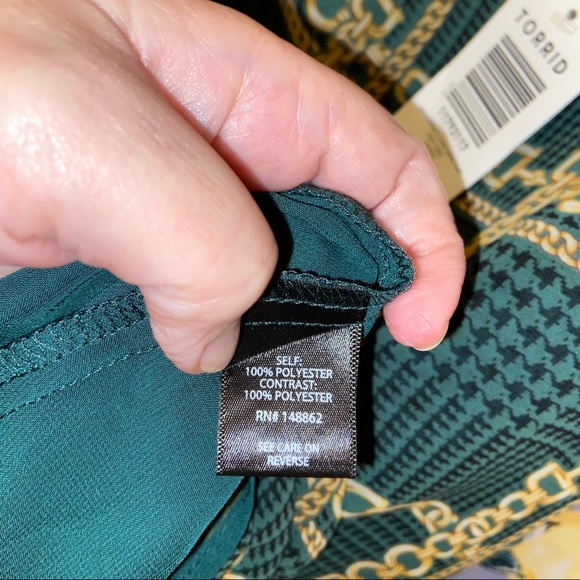 TORRID
SELF:
100% POLYESTER
CONTRAST:
100% POLYESTER
RN# 148862
SEE CARE ON
REVERSE